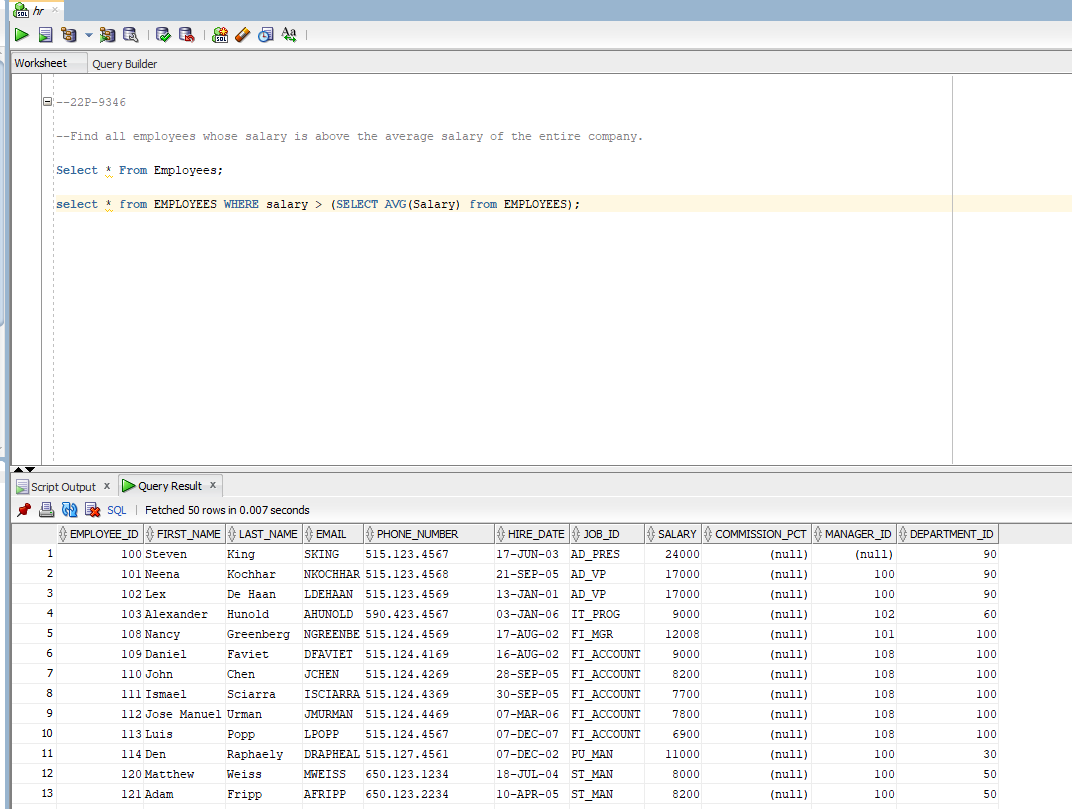 hr
Worksheet Query Builder
--22P-9346
--Find all employees whose salary is above the average salary of the entire company.
Select * From Employees;
select * from EMPLOYEES WHERE salary > (SELECT AVG(Salary) from EMPLOYEES);
Script Output x Query Result x
SQL | Fetched 50 rows in 0.007 seconds
EMPLOYEE_ID FIRST_NAME LAST_NAME EMAIL PHONE_NUMBER HIRE_DATE JOB_ID SALARY COMMISSION_PCT MANAGER_ID DEPARTMENT_ID
1 100 Steven King SKING 515.123.4567 17-JUN-03 AD_PRES 24000 (null) (null) 90
2 101 Neena Kochhar NKOCHHAR 515.123.4568 21-SEP-05 AD_VP 17000 (null) 100 90
3 102 Lex De Haan LDEHAAN 515.123.4569 13-JAN-01 AD_VP 17000 (null) 100 90
4 103 Alexander Hunold AHUNOLD 590.423.4567 03-JAN-06 IT_PROG 9000 (null) 102 60
5 108 Nancy Greenberg NGREENBE 515.124.4569 17-AUG-02 FI_MGR 12008 (null) 101 100
6 109 Daniel Faviet DFAVIET 515.124.4169 16-AUG-02 FI_ACCOUNT 9000 (null) 108 100
7 110 John Chen JCHEN 515.124.4269 28-SEP-05 FI_ACCOUNT 8200 (null) 108 100
8 111 Ismael Sciarra ISCIARRA 515.124.4369 30-SEP-05 FI_ACCOUNT 7700 (null) 108 100
9 112 Jose Manuel Urman JMURMAN 515.124.4469 07-MAR-06 FI_ACCOUNT 7800 (null) 108 100
10 113 Luis Popp LPOPP 515.124.4567 07-DEC-07 FI_ACCOUNT 6900 (null) 108 100
11 114 Den Raphaely DRAPHEAL 515.127.4561 07-DEC-02 PU_MAN 11000 (null) 100 30
12 120 Matthew Weiss MWEISS 650.123.1234 18-JUL-04 ST_MAN 8000 (null) 100 50
13 121 Adam Fripp AFRIPP 650.123.2234 10-APR-05 ST_MAN 8200 (null) 100 50